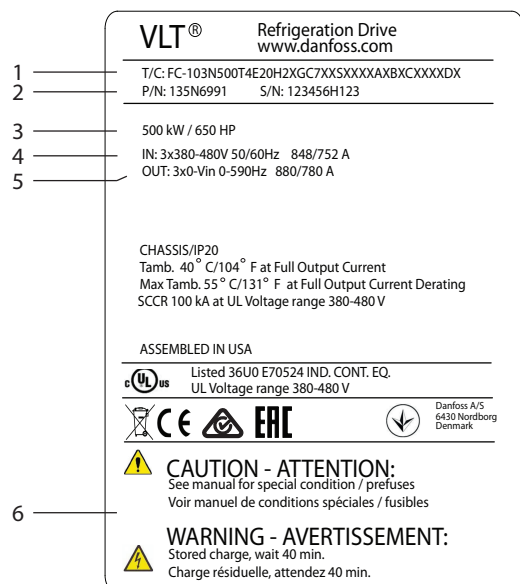 VLT® Refrigeration Drive
www.danfoss.com
1 T/C: FC-103N500T4E20H2XGC7XXSXXXXAXBXCXXXXDX
2 P/N: 135N6991 S/N: 123456H123
3 500 kW / 650 HP
4 IN: 3x380-480V 50/60Hz 848/752 A
5 OUT: 3x0-Vin 0-590Hz 880/780 A
CHASSIS/IP20
Tamb. 40° C/104° F at Full Output Current
Max Tamb. 55° C/131° F at Full Output Current Derating
SCCR 100 kA at UL Voltage range 380-480 V
ASSEMBLED IN USA
c UL us Listed 36U0 E70524 IND. CONT. EQ.
UL Voltage range 380-480 V
CE EAC Danfoss A/S
6430 Nordborg
Denmark
CAUTION - ATTENTION:
See manual for special condition / prefuses
Voir manuel de conditions spéciales / fusibles
6
WARNING - AVERTISSEMENT:
Stored charge, wait 40 min.
Charge résiduelle, attendez 40 min.